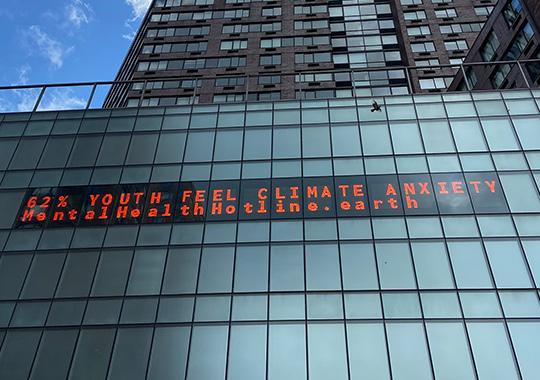 62% YOUTH FEEL CLIMATE ANXIETY
MentalHealthHotline.earth